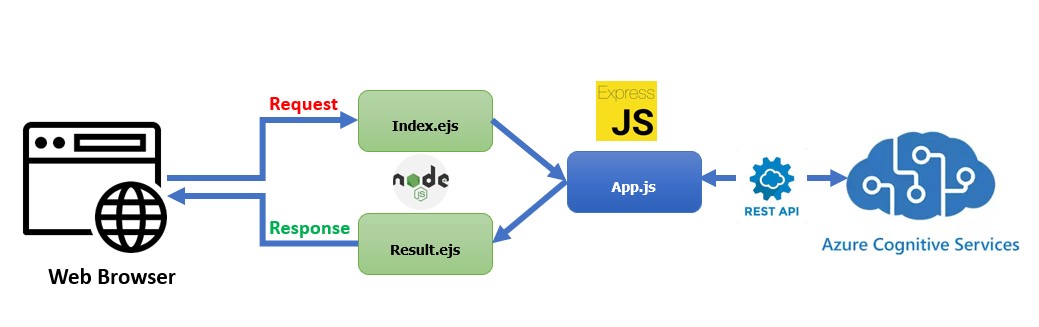 Request
Express
JS
Index.ejs
node
JS
App.js
REST API
Response
Result.ejs
Web Browser
Azure Cognitive Services